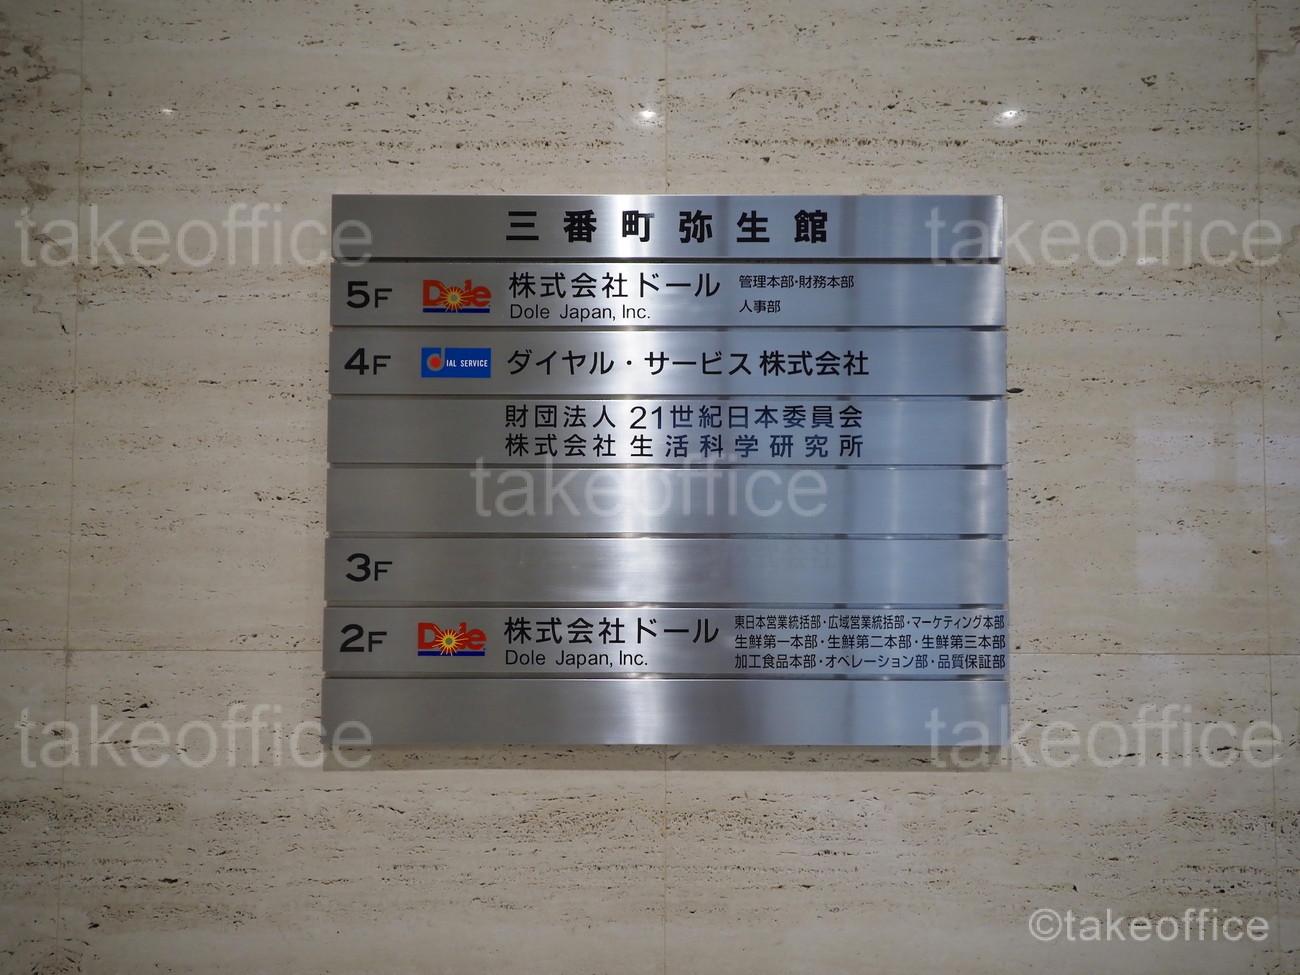 三番町弥生館
5F Dole 株式会社ドール 管理本部・財務本部
Dole Japan, Inc. 人事部
4F DIAL SERVICE ダイヤル・サービス株式会社
財団法人 21世紀日本委員会
株式会社 生活科学研究所
3F
2F Dole 株式会社ドール 東日本営業統括部・広域営業統括部・マーケティング本部
生鮮第一本部・生鮮第二本部・生鮮第三本部
Dole Japan, Inc. 加工食品本部・オペレーション部・品質保証部
takeoffice takeoffice
takeoffice
takeoffice takeoffice
©takeoffice